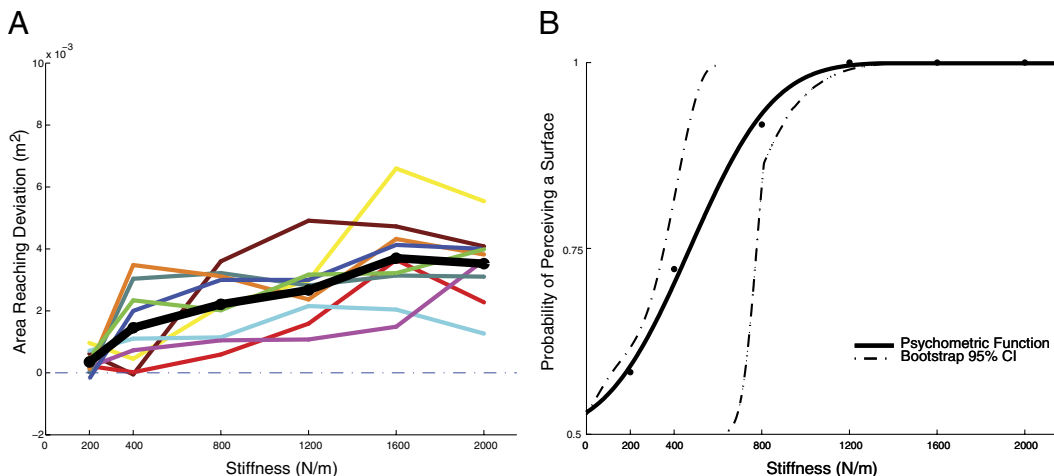 A
x 10⁻³
10
8
6
4
2
0
−2
Area Reaching Deviation (m²)
0
200
400
800
1200
1600
2000
Stiffness (N/m)
B
1
0.75
0.5
Probability of Perceiving a Surface
Psychometric Function
Bootstrap 95% CI
0
200
400
800
1200
1600
2000
Stiffness (N/m)